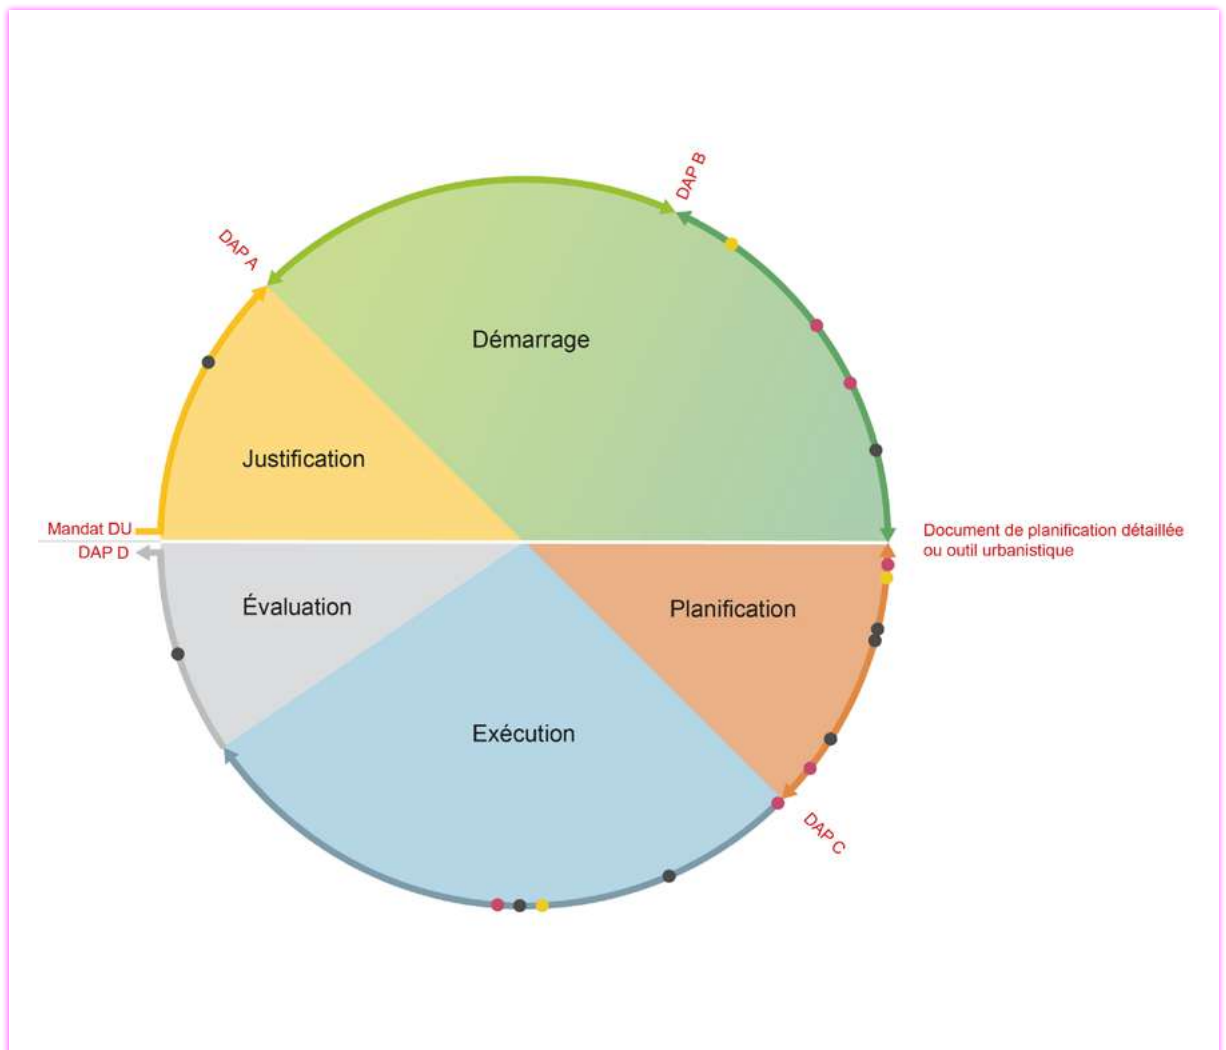 DAP B
DAP A
Démarrage
Justification
Mandat DU
DAP D
Document de planification détaillée
ou outil urbanistique
Évaluation
Planification
Exécution
DAP C